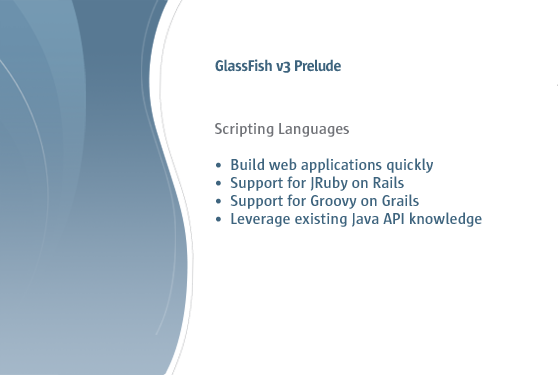 GlassFish v3 Prelude
Scripting Languages
• Build web applications quickly
• Support for JRuby on Rails
• Support for Groovy on Grails
• Leverage existing Java API knowledge